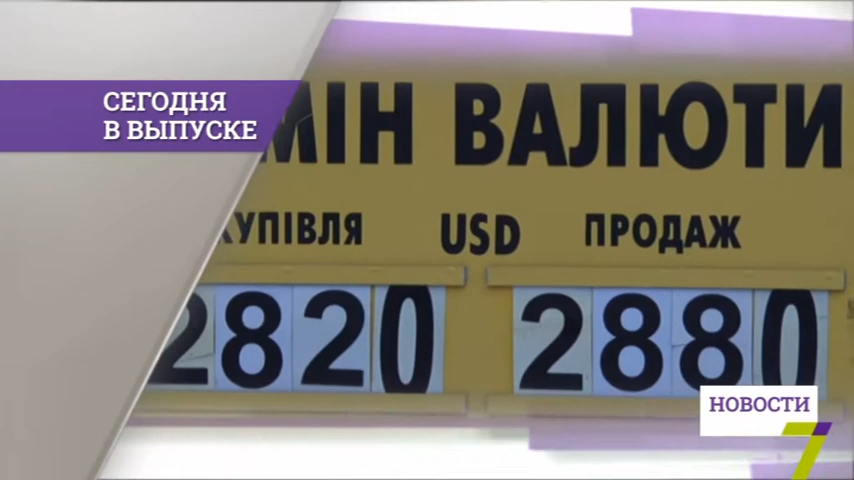 СЕГОДНЯ
В ВЫПУСКЕ
МІН ВАЛЮТИ
КУПІВЛЯ USD ПРОДАЖ
2820 2880
НОВОСТИ
7